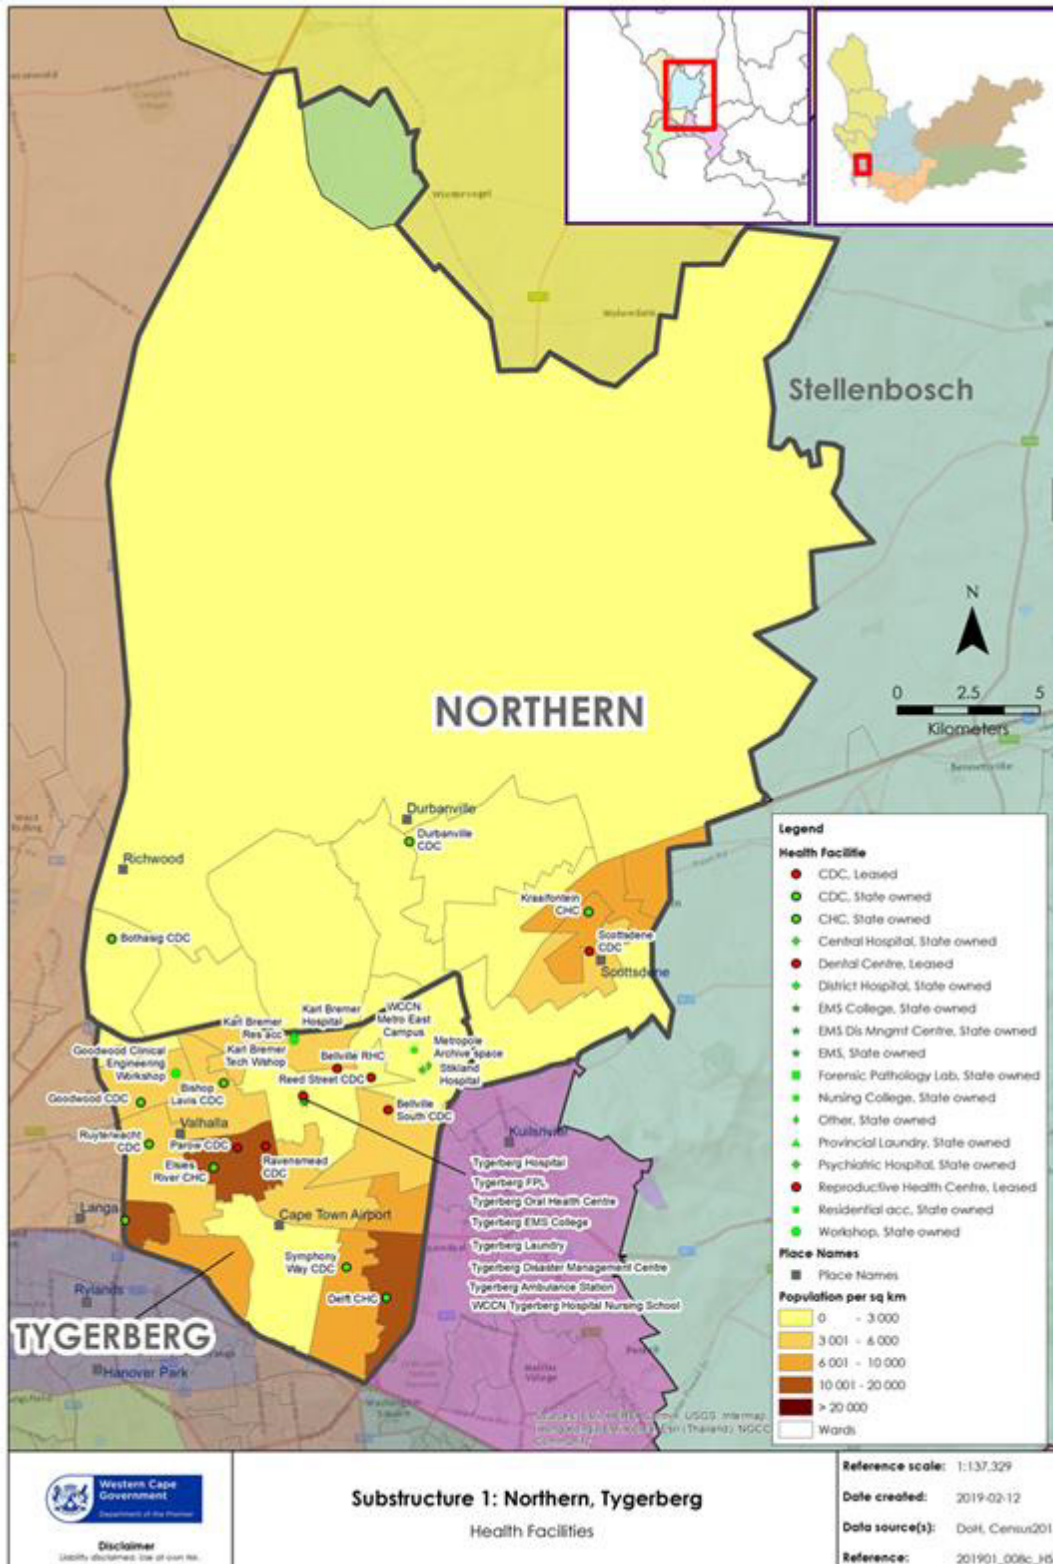 Stellenbosch
NORTHERN
N
0 2.5 5
Kilometers
Durbanville
Durbanville
CDC
Richwood
Kraaifontein
CHC
Bothasig CDC
Scottsdene
CDC
Scottsdene
Karl Bremer
Hospital
WCCN
Metro East
Campus
Karl Bremer
Res acc
Karl Bremer
Tech Wshop
Goodwood Clinical
Engineering
Workshop
Bellville RHC
Metropole
Archive space
Stikland
Hospital
Reed Street CDC
Bishop
Lavis CDC
Goodwood CDC
Bellville
South CDC
Valhalla
Ruyterwacht
CDC
Parow CDC
Ravensmead
CDC
Elsies
River CHC
Kuilsrivier
Tygerberg Hospital
Tygerberg FPL
Tygerberg Oral Health Centre
Tygerberg EMS College
Tygerberg Laundry
Tygerberg Disaster Management Centre
Tygerberg Ambulance Station
WCCN Tygerberg Hospital Nursing School
Langa
Cape Town Airport
Symphony
Way CDC
Delft CHC
Rylands
TYGERBERG
Hanover Park
Legend
Health Facilitie
CDC, Leased
CDC, State owned
CHC, State owned
Central Hospital, State owned
Dental Centre, Leased
District Hospital, State owned
EMS College, State owned
EMS Dis Mngmt Centre, State owned
EMS, State owned
Forensic Pathology Lab, State owned
Nursing College, State owned
Other, State owned
Provincial Laundry, State owned
Psychiatric Hospital, State owned
Reproductive Health Centre, Leased
Residential acc, State owned
Workshop, State owned
Place Names
Place Names
Population per sq km
0 - 3 000
3 001 - 6 000
6 001 - 10 000
10 001 - 20 000
> 20 000
Wards
Western Cape
Government
Department of the Premier
Disclaimer
Liability disclaimed. Use at own risk.
Substructure 1: Northern, Tygerberg
Health Facilities
Reference scale: 1:137,329
Date created: 2019-02-12
Data source(s): DoH, Census201
Reference: